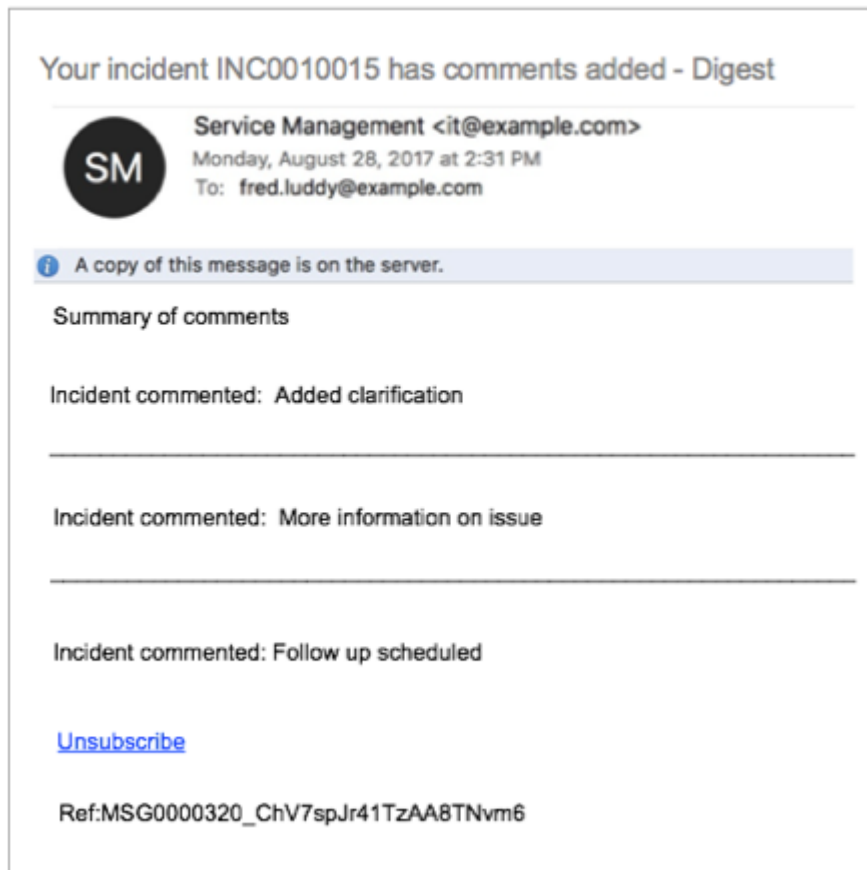 Your incident INC0010015 has comments added - Digest
SM
Service Management <it@example.com>
Monday, August 28, 2017 at 2:31 PM
To: fred.luddy@example.com
A copy of this message is on the server.
Summary of comments
Incident commented: Added clarification
Incident commented: More information on issue
Incident commented: Follow up scheduled
Unsubscribe
Ref:MSG0000320_ChV7spJr41TzAA8TNvm6